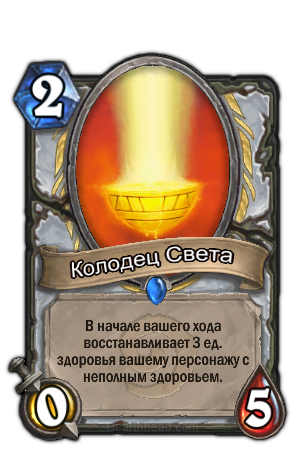 2
Колодец Света
В начале вашего хода
восстанавливает 3 ед.
здоровья вашему персонажу с
неполным здоровьем.
0
5